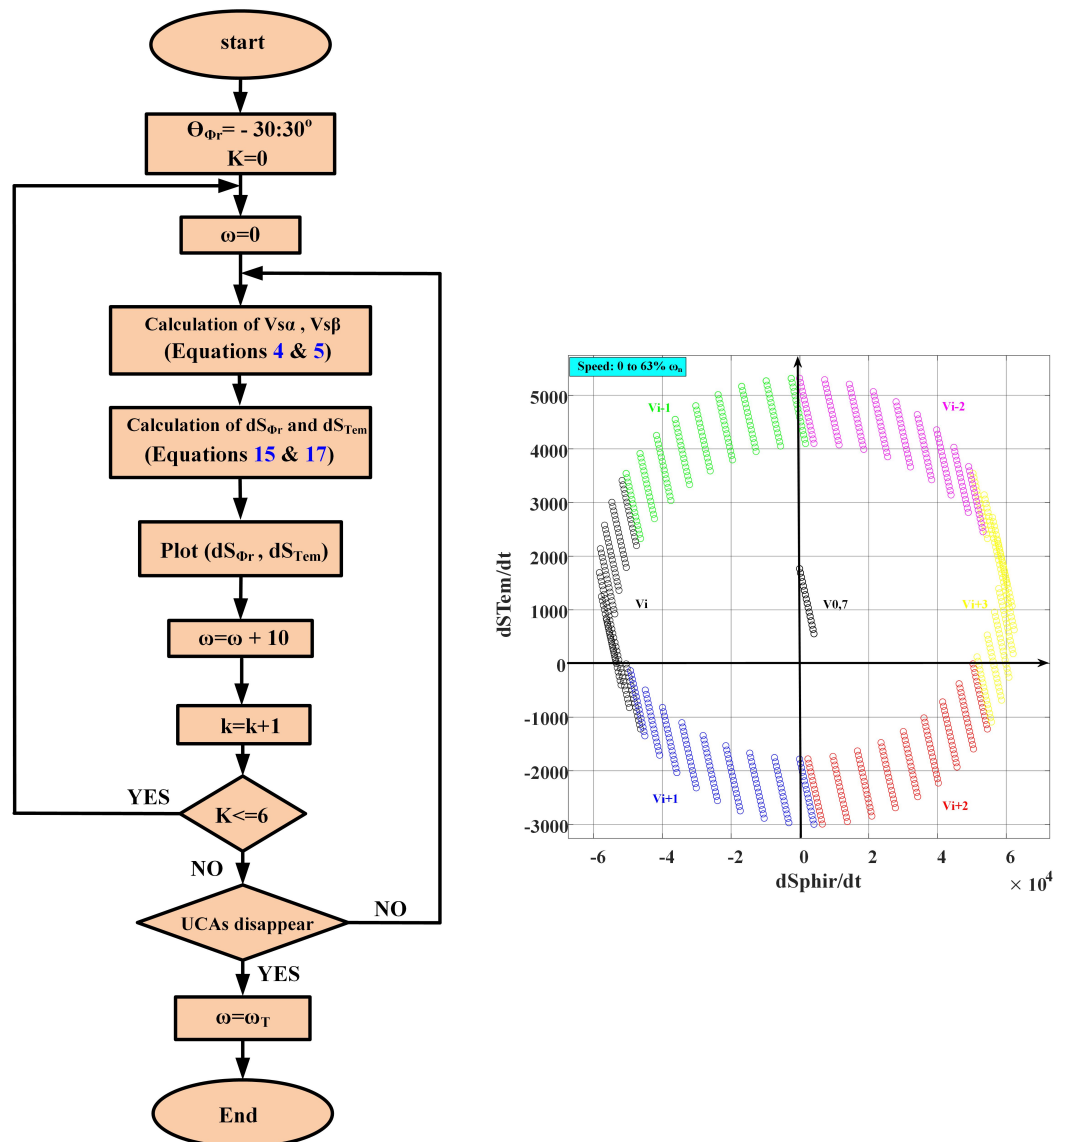 start
ϴΦr= - 30:30º
K=0
ω=0
Calculation of Vsα , Vsβ
(Equations 4 & 5)
Calculation of dSΦr and dSTem
(Equations 15 & 17)
Plot (dSΦr , dSTem)
ω=ω + 10
k=k+1
YES
K<=6
NO
UCAs disappear
NO
YES
ω=ωT
End
Speed: 0 to 63% ωn
5000
4000
3000
2000
1000
0
-1000
-2000
-3000
dSTem/dt
Vi-1
Vi-2
Vi
V0,7
Vi+3
Vi+1
Vi+2
-6
-4
-2
0
2
4
6
× 10⁴
dSphir/dt